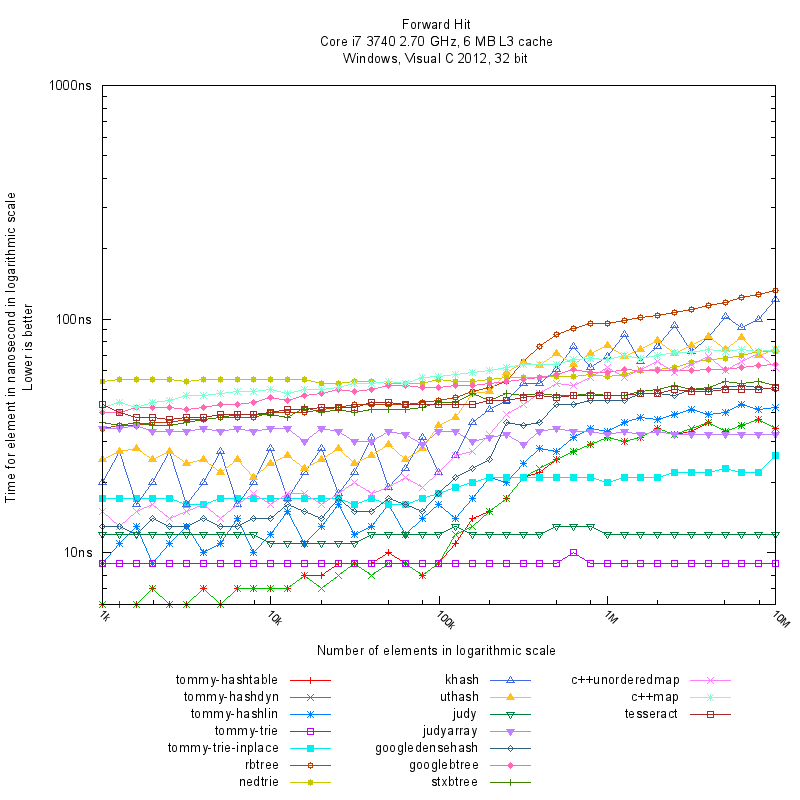 Forward Hit
Core i7 3740 2.70 GHz, 6 MB L3 cache
Windows, Visual C 2012, 32 bit
1000ns
100ns
10ns
Time for element in nanosecond in logarithmic scale
Lower is better
1k
10k
100k
1M
10M
Number of elements in logarithmic scale
tommy-hashtable
tommy-hashdyn
tommy-hashlin
tommy-trie
tommy-trie-inplace
rbtree
nedtrie
khash
uthash
judy
judyarray
googledensehash
googlebtree
stxbtree
c++unorderedmap
c++map
tesseract